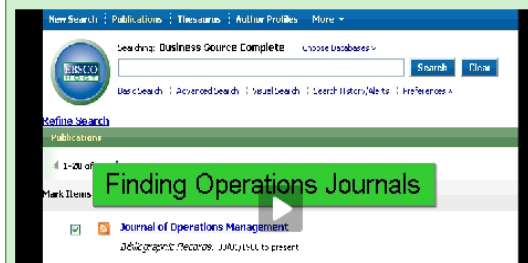 New Search Publications Thesaurus Author Profiles More
Searching: Business Source Complete Choose Databases »
EBSCO
HOST
Search Clear
Basic Search Advanced Search Visual Search Search History/Alerts Preferences »
Refine Search
Publications
1-20 of
Mark Items
Finding Operations Journals
Journal of Operations Management
Bibliographic Records: to present